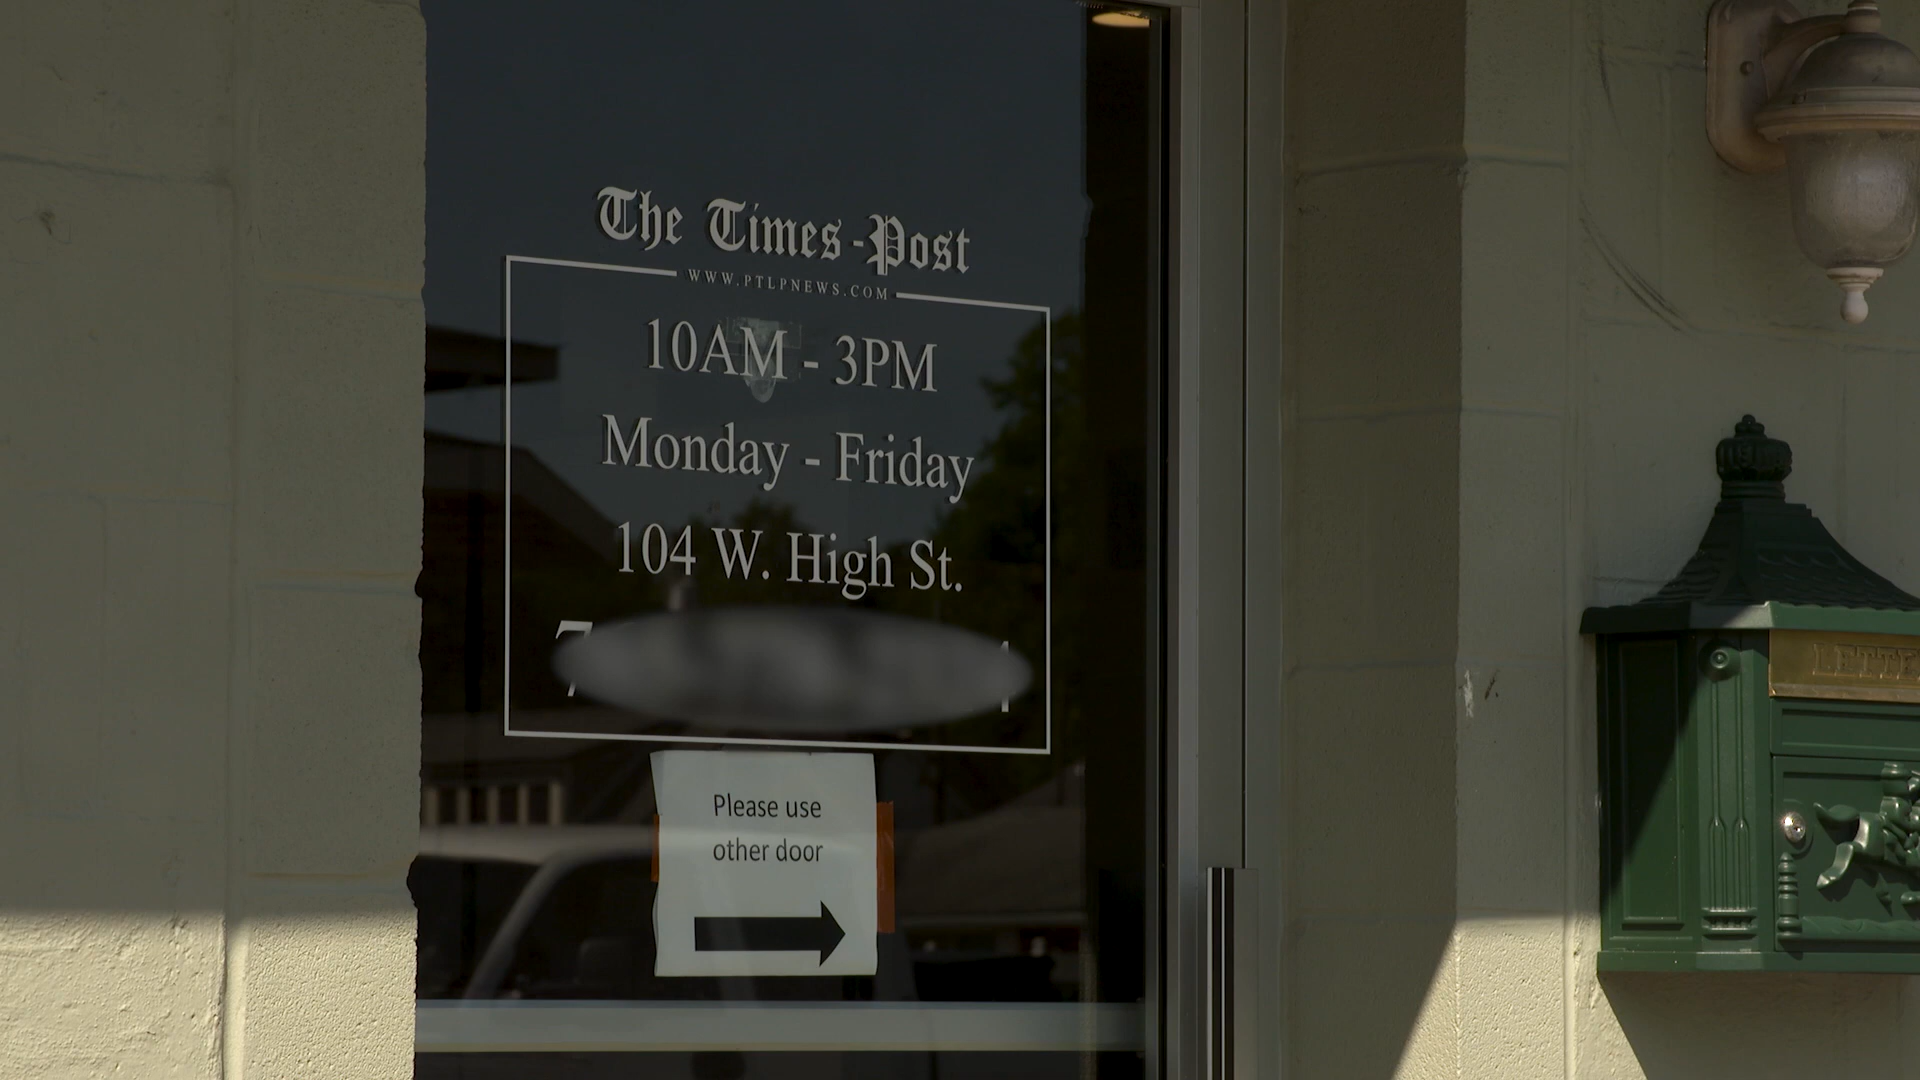 The Times-Post
WWW.PTLPNEWS.COM
10AM - 3PM
Monday - Friday
104 W. High St.
Please use
other door